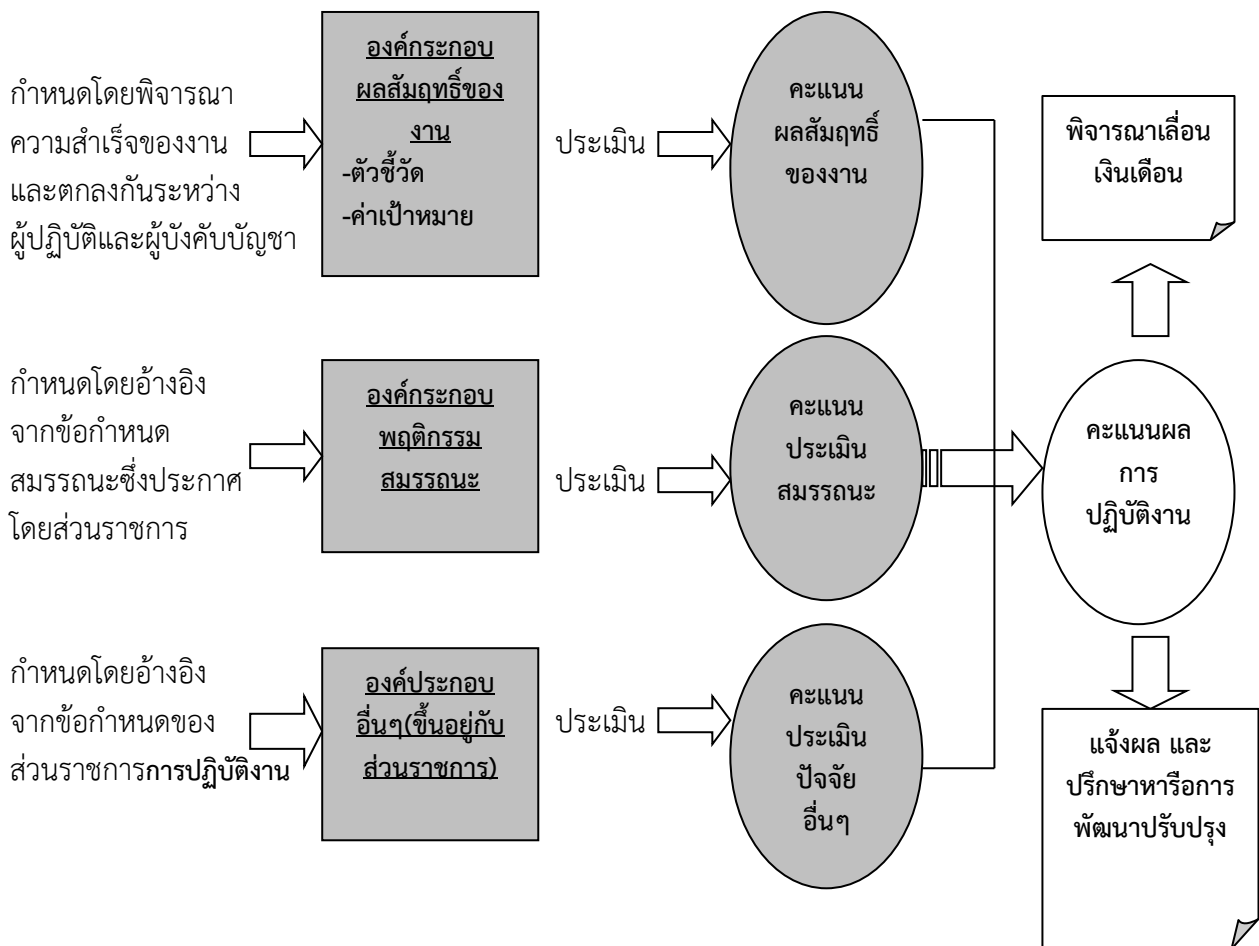 กำหนดโดยพิจารณา
ความสำเร็จของงาน
และตกลงกันระหว่าง
ผู้ปฏิบัติและผู้บังคับบัญชา
องค์กระกอบ
ผลสัมฤทธิ์ของ
งาน
-ตัวชี้วัด
-ค่าเป้าหมาย
ประเมิน
คะแนน
ผลสัมฤทธิ์
ของงาน
พิจารณาเลื่อน
เงินเดือน
กำหนดโดยอ้างอิง
จากข้อกำหนด
สมรรถนะซึ่งประกาศ
โดยส่วนราชการ
องค์กระกอบ
พฤติกรรม
สมรรถนะ
ประเมิน
คะแนน
ประเมิน
สมรรถนะ
คะแนนผล
การ
ปฏิบัติงาน
กำหนดโดยอ้างอิง
จากข้อกำหนดของ
ส่วนราชการการปฏิบัติงาน
องค์ประกอบ
อื่นๆ(ขึ้นอยู่กับ
ส่วนราชการ)
ประเมิน
คะแนน
ประเมิน
ปัจจัย
อื่นๆ
แจ้งผล และ
ปรึกษาหารือการ
พัฒนาปรับปรุง